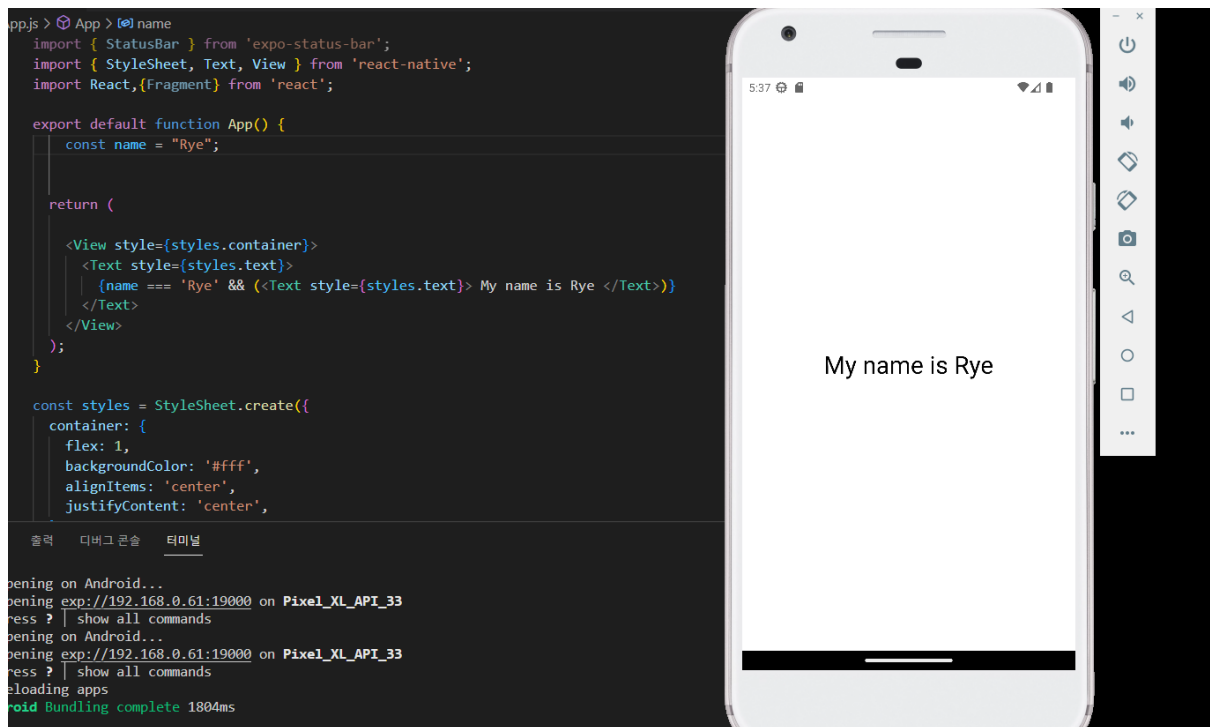 App.js > App > name
import { StatusBar } from 'expo-status-bar';
import { StyleSheet, Text, View } from 'react-native';
import React,{Fragment} from 'react';
export default function App() {
const name = "Rye";
return (
<View style={styles.container}>
<Text style={styles.text}>
{name === 'Rye' && (<Text style={styles.text}> My name is Rye </Text>)}
</Text>
</View>
);
}
const styles = StyleSheet.create({
container: {
flex: 1,
backgroundColor: '#fff',
alignItems: 'center',
justifyContent: 'center',
출력 디버그 콘솔 터미널
pening on Android...
pening exp://192.168.0.61:19000 on Pixel_XL_API_33
ress ? │ show all commands
pening on Android...
pening exp://192.168.0.61:19000 on Pixel_XL_API_33
ress ? │ show all commands
eloading apps
roid Bundling complete 1804ms
5:37
My name is Rye